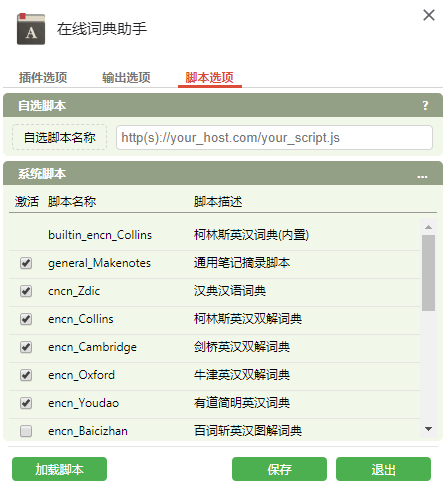 A
在线词典助手
插件选项 输出选项 脚本选项
自选脚本 ?
自选脚本名称 http(s)://your_host.com/your_script.js
系统脚本 ...
激活 脚本名称 脚本描述
builtin_encn_Collins 柯林斯英汉词典(内置)
general_Makenotes 通用笔记摘录脚本
cncn_Zdic 汉典汉语词典
encn_Collins 柯林斯英汉双解词典
encn_Cambridge 剑桥英汉双解词典
encn_Oxford 牛津英汉双解词典
encn_Youdao 有道简明英汉词典
encn_Baicizhan 百词斩英汉图解词典
加载脚本 保存 退出